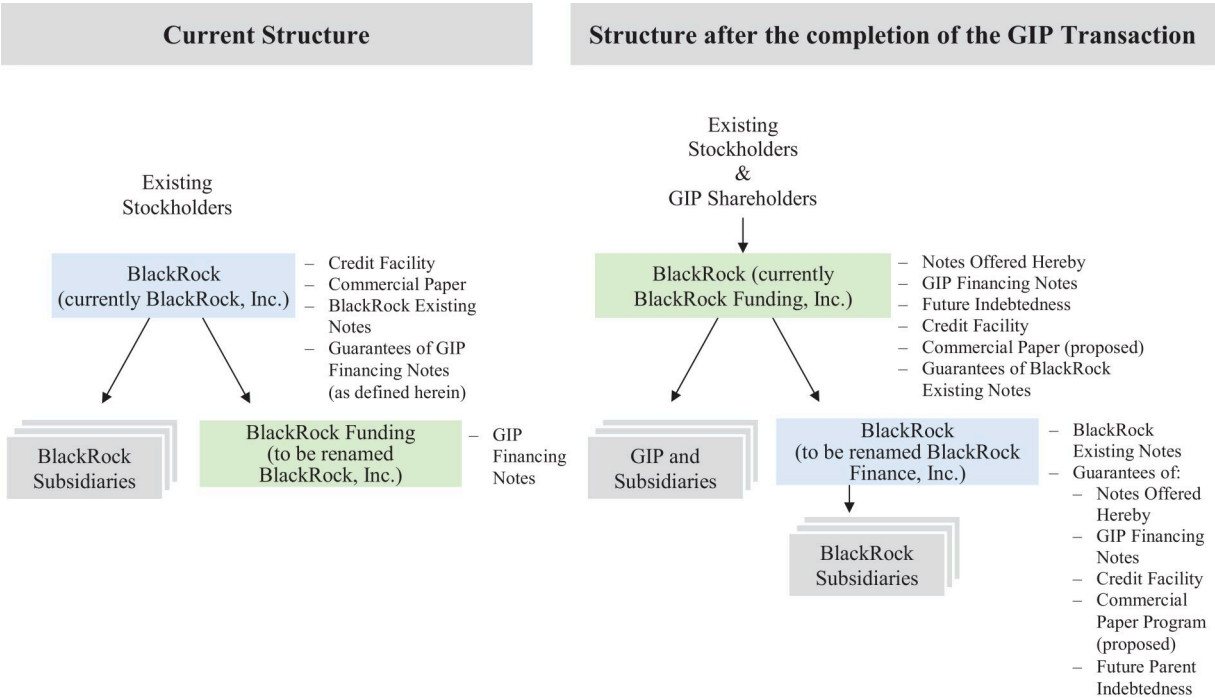 Current Structure
Existing
Stockholders
BlackRock
(currently BlackRock, Inc.)
– Credit Facility
– Commercial Paper
– BlackRock Existing
Notes
– Guarantees of GIP
Financing Notes
(as defined herein)
BlackRock
Subsidiaries
BlackRock Funding
(to be renamed
BlackRock, Inc.)
– GIP
Financing
Notes
Structure after the completion of the GIP Transaction
Existing
Stockholders
&
GIP Shareholders
BlackRock (currently
BlackRock Funding, Inc.)
– Notes Offered Hereby
– GIP Financing Notes
– Future Indebtedness
– Credit Facility
– Commercial Paper (proposed)
– Guarantees of BlackRock
Existing Notes
GIP and
Subsidiaries
BlackRock
(to be renamed BlackRock
Finance, Inc.)
– BlackRock
Existing Notes
– Guarantees of:
– Notes Offered
Hereby
– GIP Financing
Notes
– Credit Facility
– Commercial
Paper Program
(proposed)
– Future Parent
Indebtedness
BlackRock
Subsidiaries